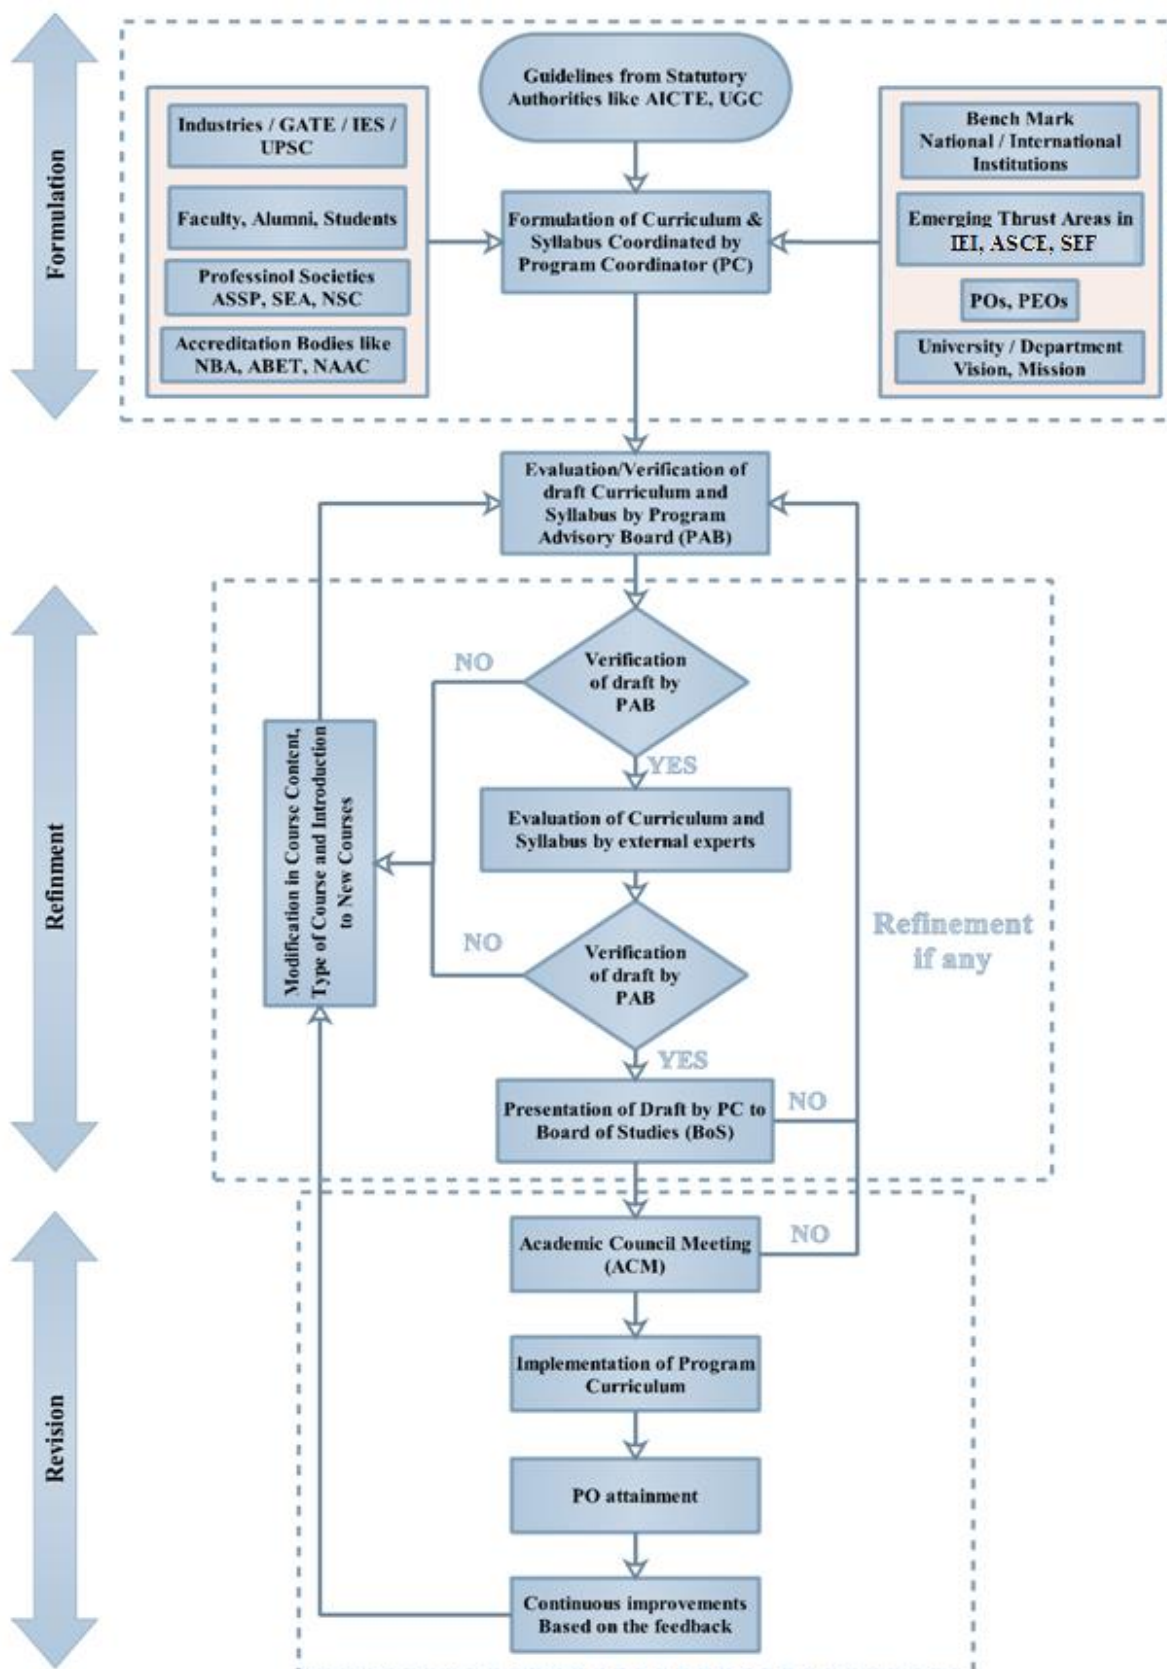 Formulation
Guidelines from Statutory
Authorities like AICTE, UGC
Industries / GATE / IES /
UPSC
Faculty, Alumni, Students
Professinol Societies
ASSP, SEA, NSC
Accreditation Bodies like
NBA, ABET, NAAC
Formulation of Curriculum &
Syllabus Coordinated by
Program Coordinator (PC)
Bench Mark
National / International
Institutions
Emerging Thrust Areas in
IEI, ASCE, SEF
POs, PEOs
University / Department
Vision, Mission
Evaluation/Verification of
draft Curriculum and
Syllabus by Program
Advisory Board (PAB)
Refinment
Verification
of draft by
PAB
NO
YES
Modification in Course Content,
Type of Course and Introduction
to New Courses
Evaluation of Curriculum and
Syllabus by external experts
Verification
of draft by
PAB
NO
YES
Refinement
if any
Presentation of Draft by PC to
Board of Studies (BoS)
NO
Revision
Academic Council Meeting
(ACM)
NO
Implementation of Program
Curriculum
PO attainment
Continuous improvements
Based on the feedback